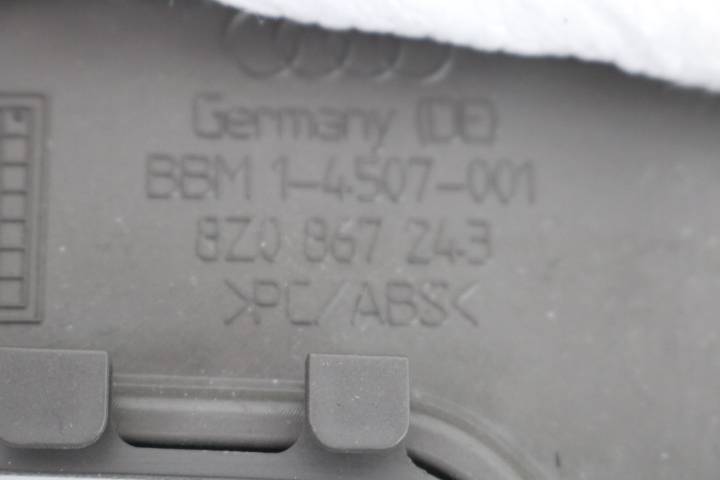 Germany (DE)
BBM 1-4507-001
8Z0 867 243
>PC/ABS<